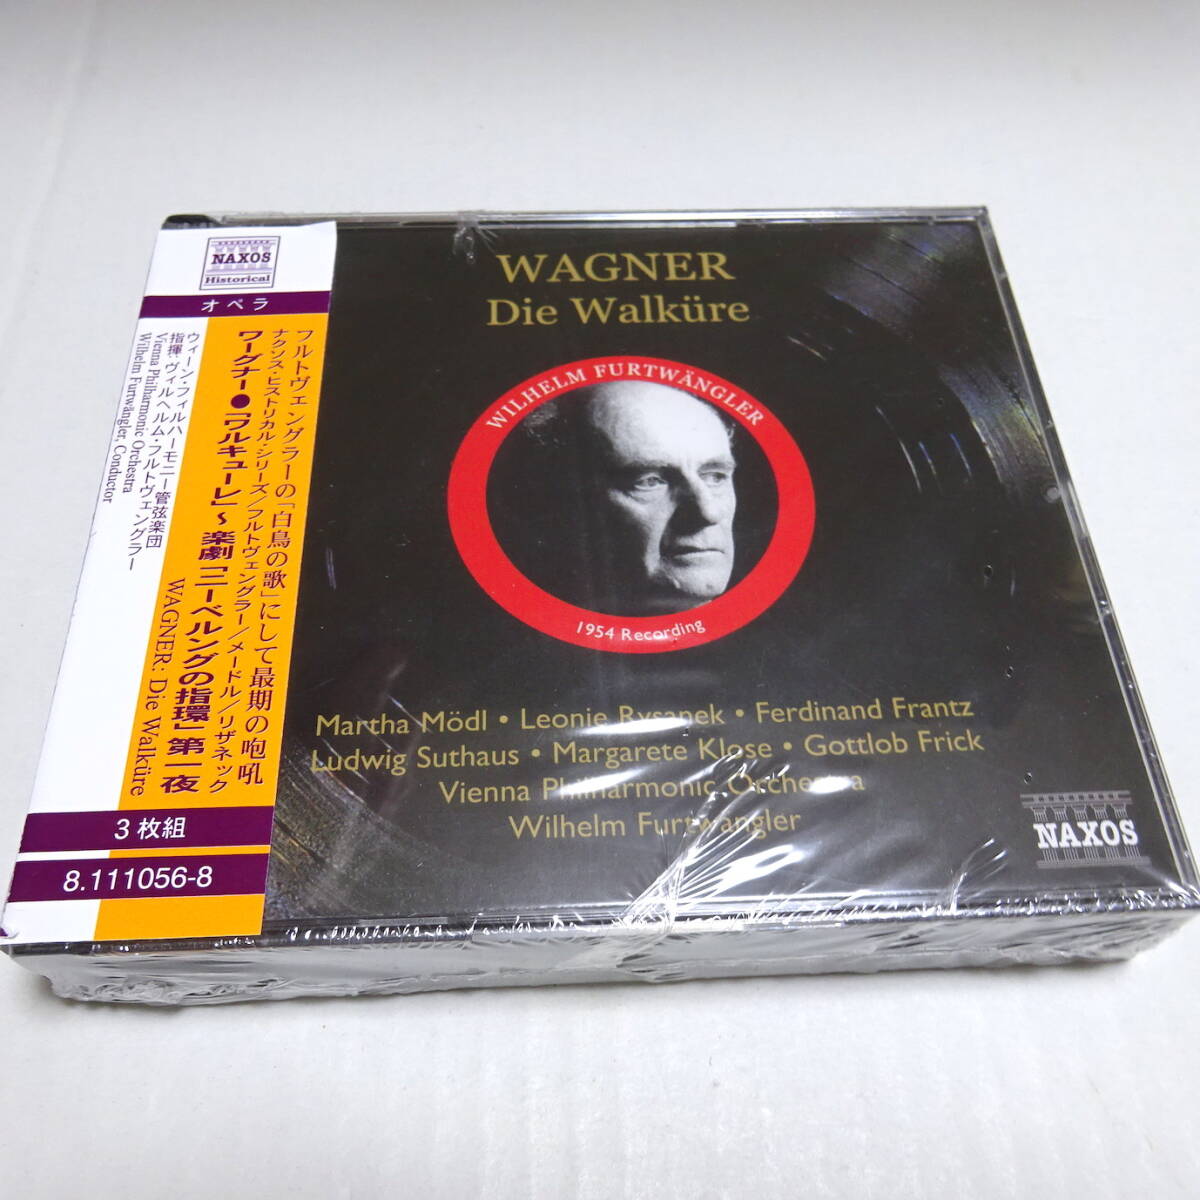 NAXOS
Historical
オペラ
フルトヴェングラーの「白鳥の歌」にして最期の咆吼
ナクソス・ヒストリカル・シリーズ/フルトヴェングラー/メードル/リザネック
ワーグナー●「ワルキューレ」～楽劇「ニーベルングの指環」第一夜
WAGNER: Die Walküre
ウィーン・フィルハーモニー管弦楽団
指揮:ヴィルヘルム・フルトヴェングラー
Vienna Philharmonic Orchestra
Wilhelm Furtwängler, Conductor
3枚組
8.111056-8
WAGNER
Die Walküre
WILHELM FURTWÄNGLER
1954 Recording
Martha Mödl • Leonie Rysanek • Ferdinand Frantz
Ludwig Suthaus • Margarete Klose • Gottlob Frick
Vienna Philharmonic Orchestra
Wilhelm Furtwängler
NAXOS